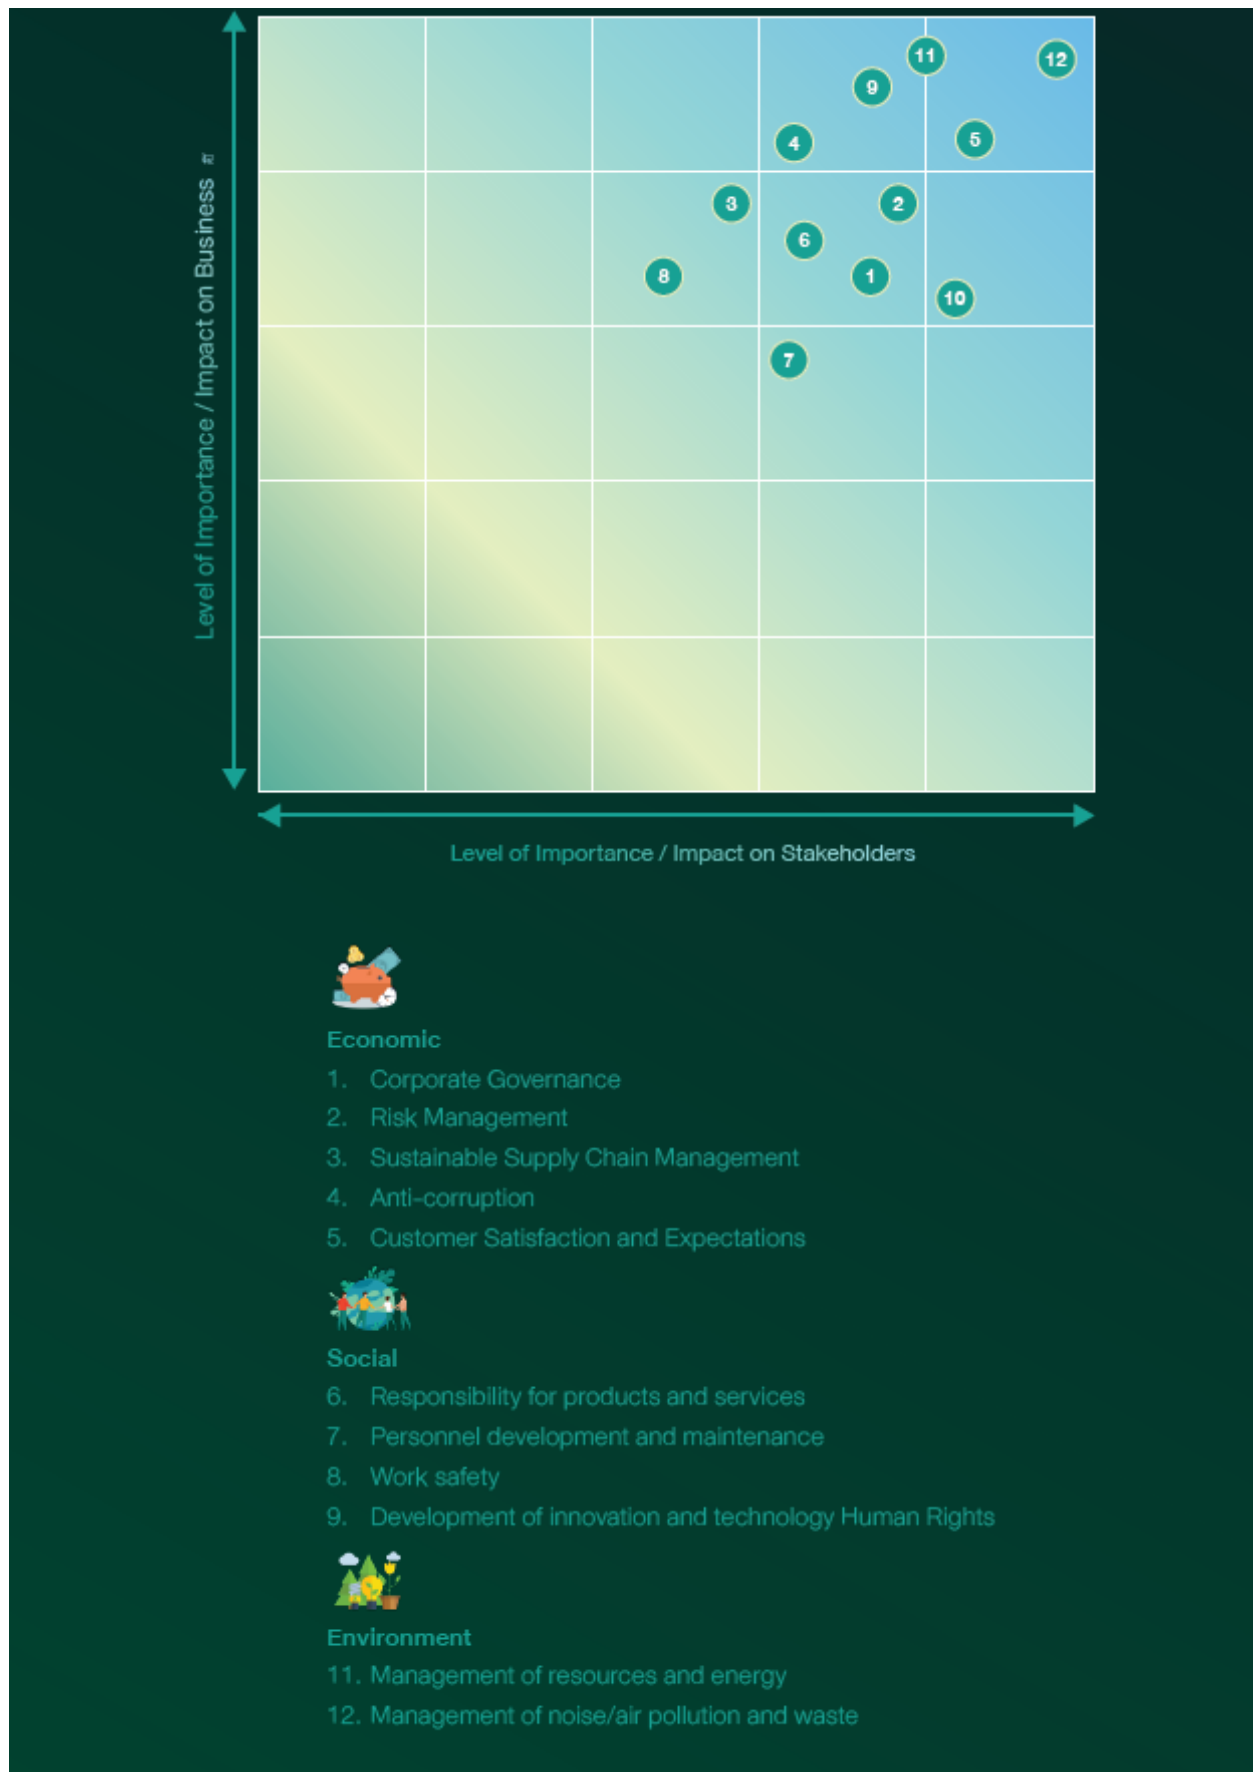 11
12
9
4
5
3
2
6
8
1
10
7
Level of Importance / Impact on Business
Level of Importance / Impact on Stakeholders
Economic
1. Corporate Governance
2. Risk Management
3. Sustainable Supply Chain Management
4. Anti-corruption
5. Customer Satisfaction and Expectations
Social
6. Responsibility for products and services
7. Personnel development and maintenance
8. Work safety
9. Development of innovation and technology Human Rights
Environment
11. Management of resources and energy
12. Management of noise/air pollution and waste